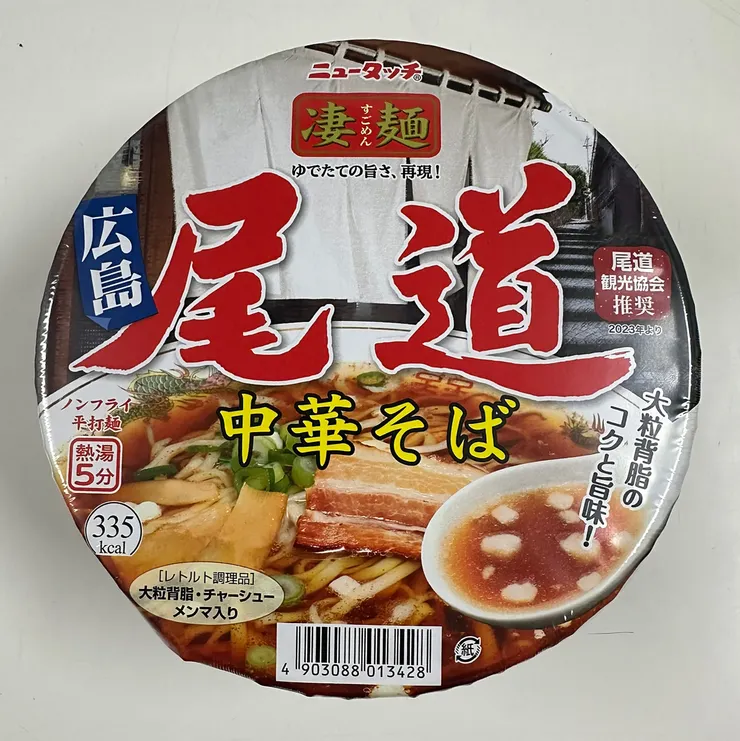 ニュータッチ®
凄麺
すごめん
ゆでたての旨さ、再現！
広島
尾道
中華そば
尾道
観光協会
推奨
2023年より
大粒背脂の
コクと旨味！
ノンフライ
平打麺
熱湯
5分
335
kcal
［レトルト調理品］
大粒背脂・チャーシュー
メンマ入り
4 903088 013428
紙